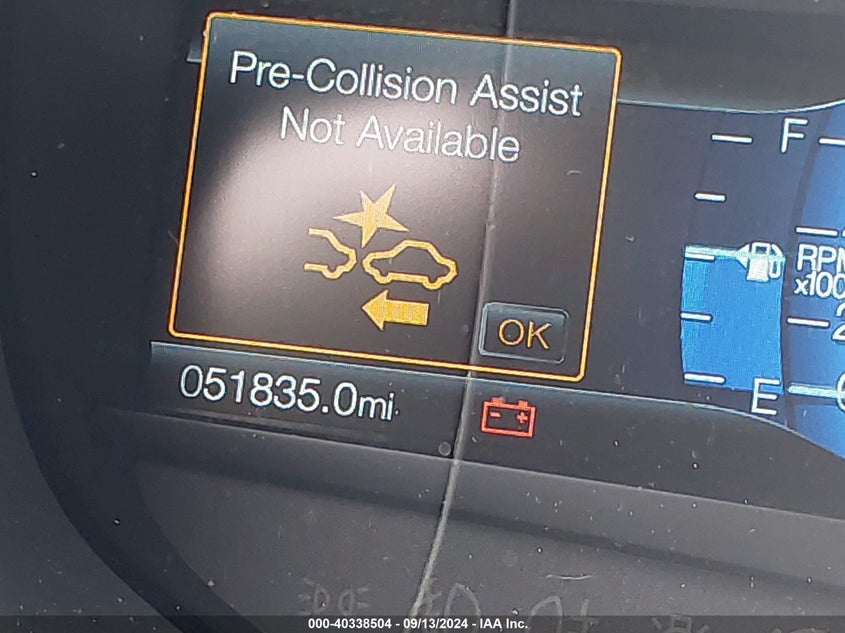 Pre-Collision Assist
Not Available
OK
051835.0mi
F
RPM
E
000-40338504 - 09/13/2024 - IAA Inc.